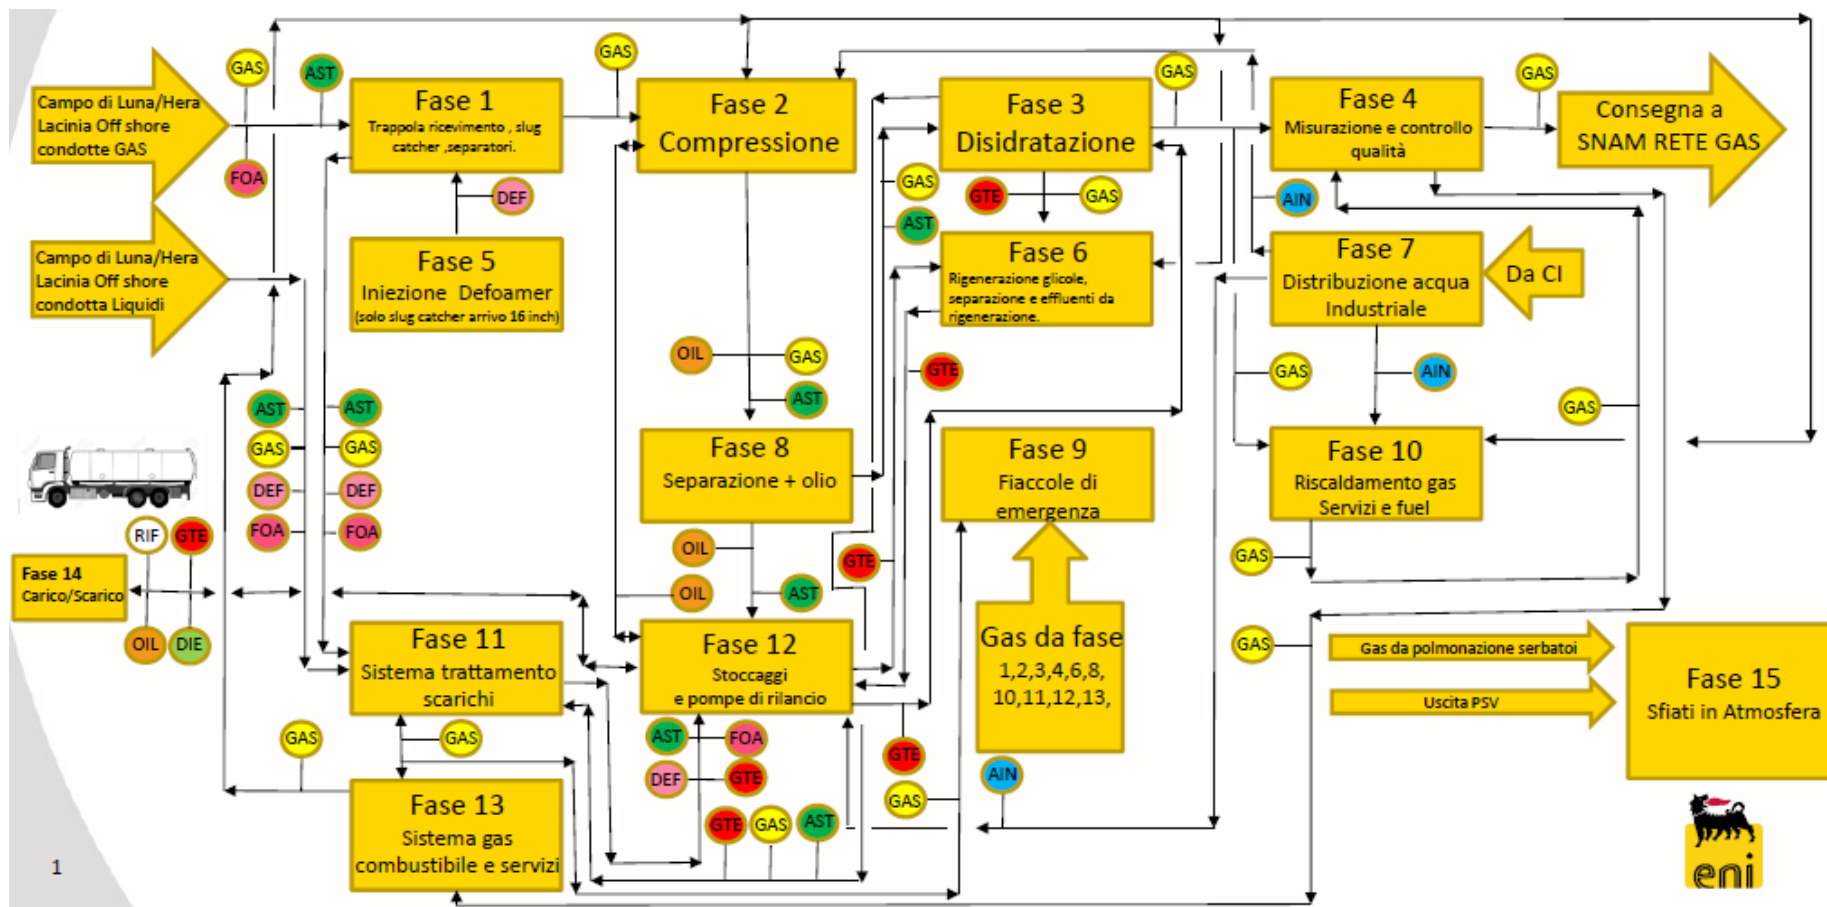 Campo di Luna/Hera
Lacinia Off shore
condotte GAS
GAS
AST
FOA
Fase 1
Trappola ricevimento , slug
catcher ,separatori.
GAS
Fase 2
Compressione
Fase 3
Disidratazione
GAS
Fase 4
Misurazione e controllo
qualità
GAS
Consegna a
SNAM RETE GAS
DEF
GAS
AST
GTE
GAS
AIN
Campo di Luna/Hera
Lacinia Off shore
condotta Liquidi
Fase 5
Iniezione Defoamer
(solo slug catcher arrivo 16 inch)
Fase 6
Rigenerazione glicole,
separazione e effluenti da
rigenerazione.
Fase 7
Distribuzione acqua
Industriale
Da CI
OIL
GAS
AST
GTE
GAS
AIN
GAS
AST
AST
GAS
GAS
DEF
DEF
FOA
FOA
Fase 8
Separazione + olio
Fase 9
Fiaccole di
emergenza
Fase 10
Riscaldamento gas
Servizi e fuel
RIF
GTE
Fase 14
Carico/Scarico
OIL
DIE
OIL
OIL
AST
GTE
GAS
Fase 11
Sistema trattamento
scarichi
Fase 12
Stoccaggi
e pompe di rilancio
Gas da fase
1,2,3,4,6,8,
10,11,12,13,
GAS
Gas da polmonazione serbatoi
Uscita PSV
Fase 15
Sfiati in Atmosfera
GAS
GAS
AST
FOA
DEF
GTE
GTE
GAS
AIN
Fase 13
Sistema gas
combustibile e servizi
GTE
GAS
AST
1
eni